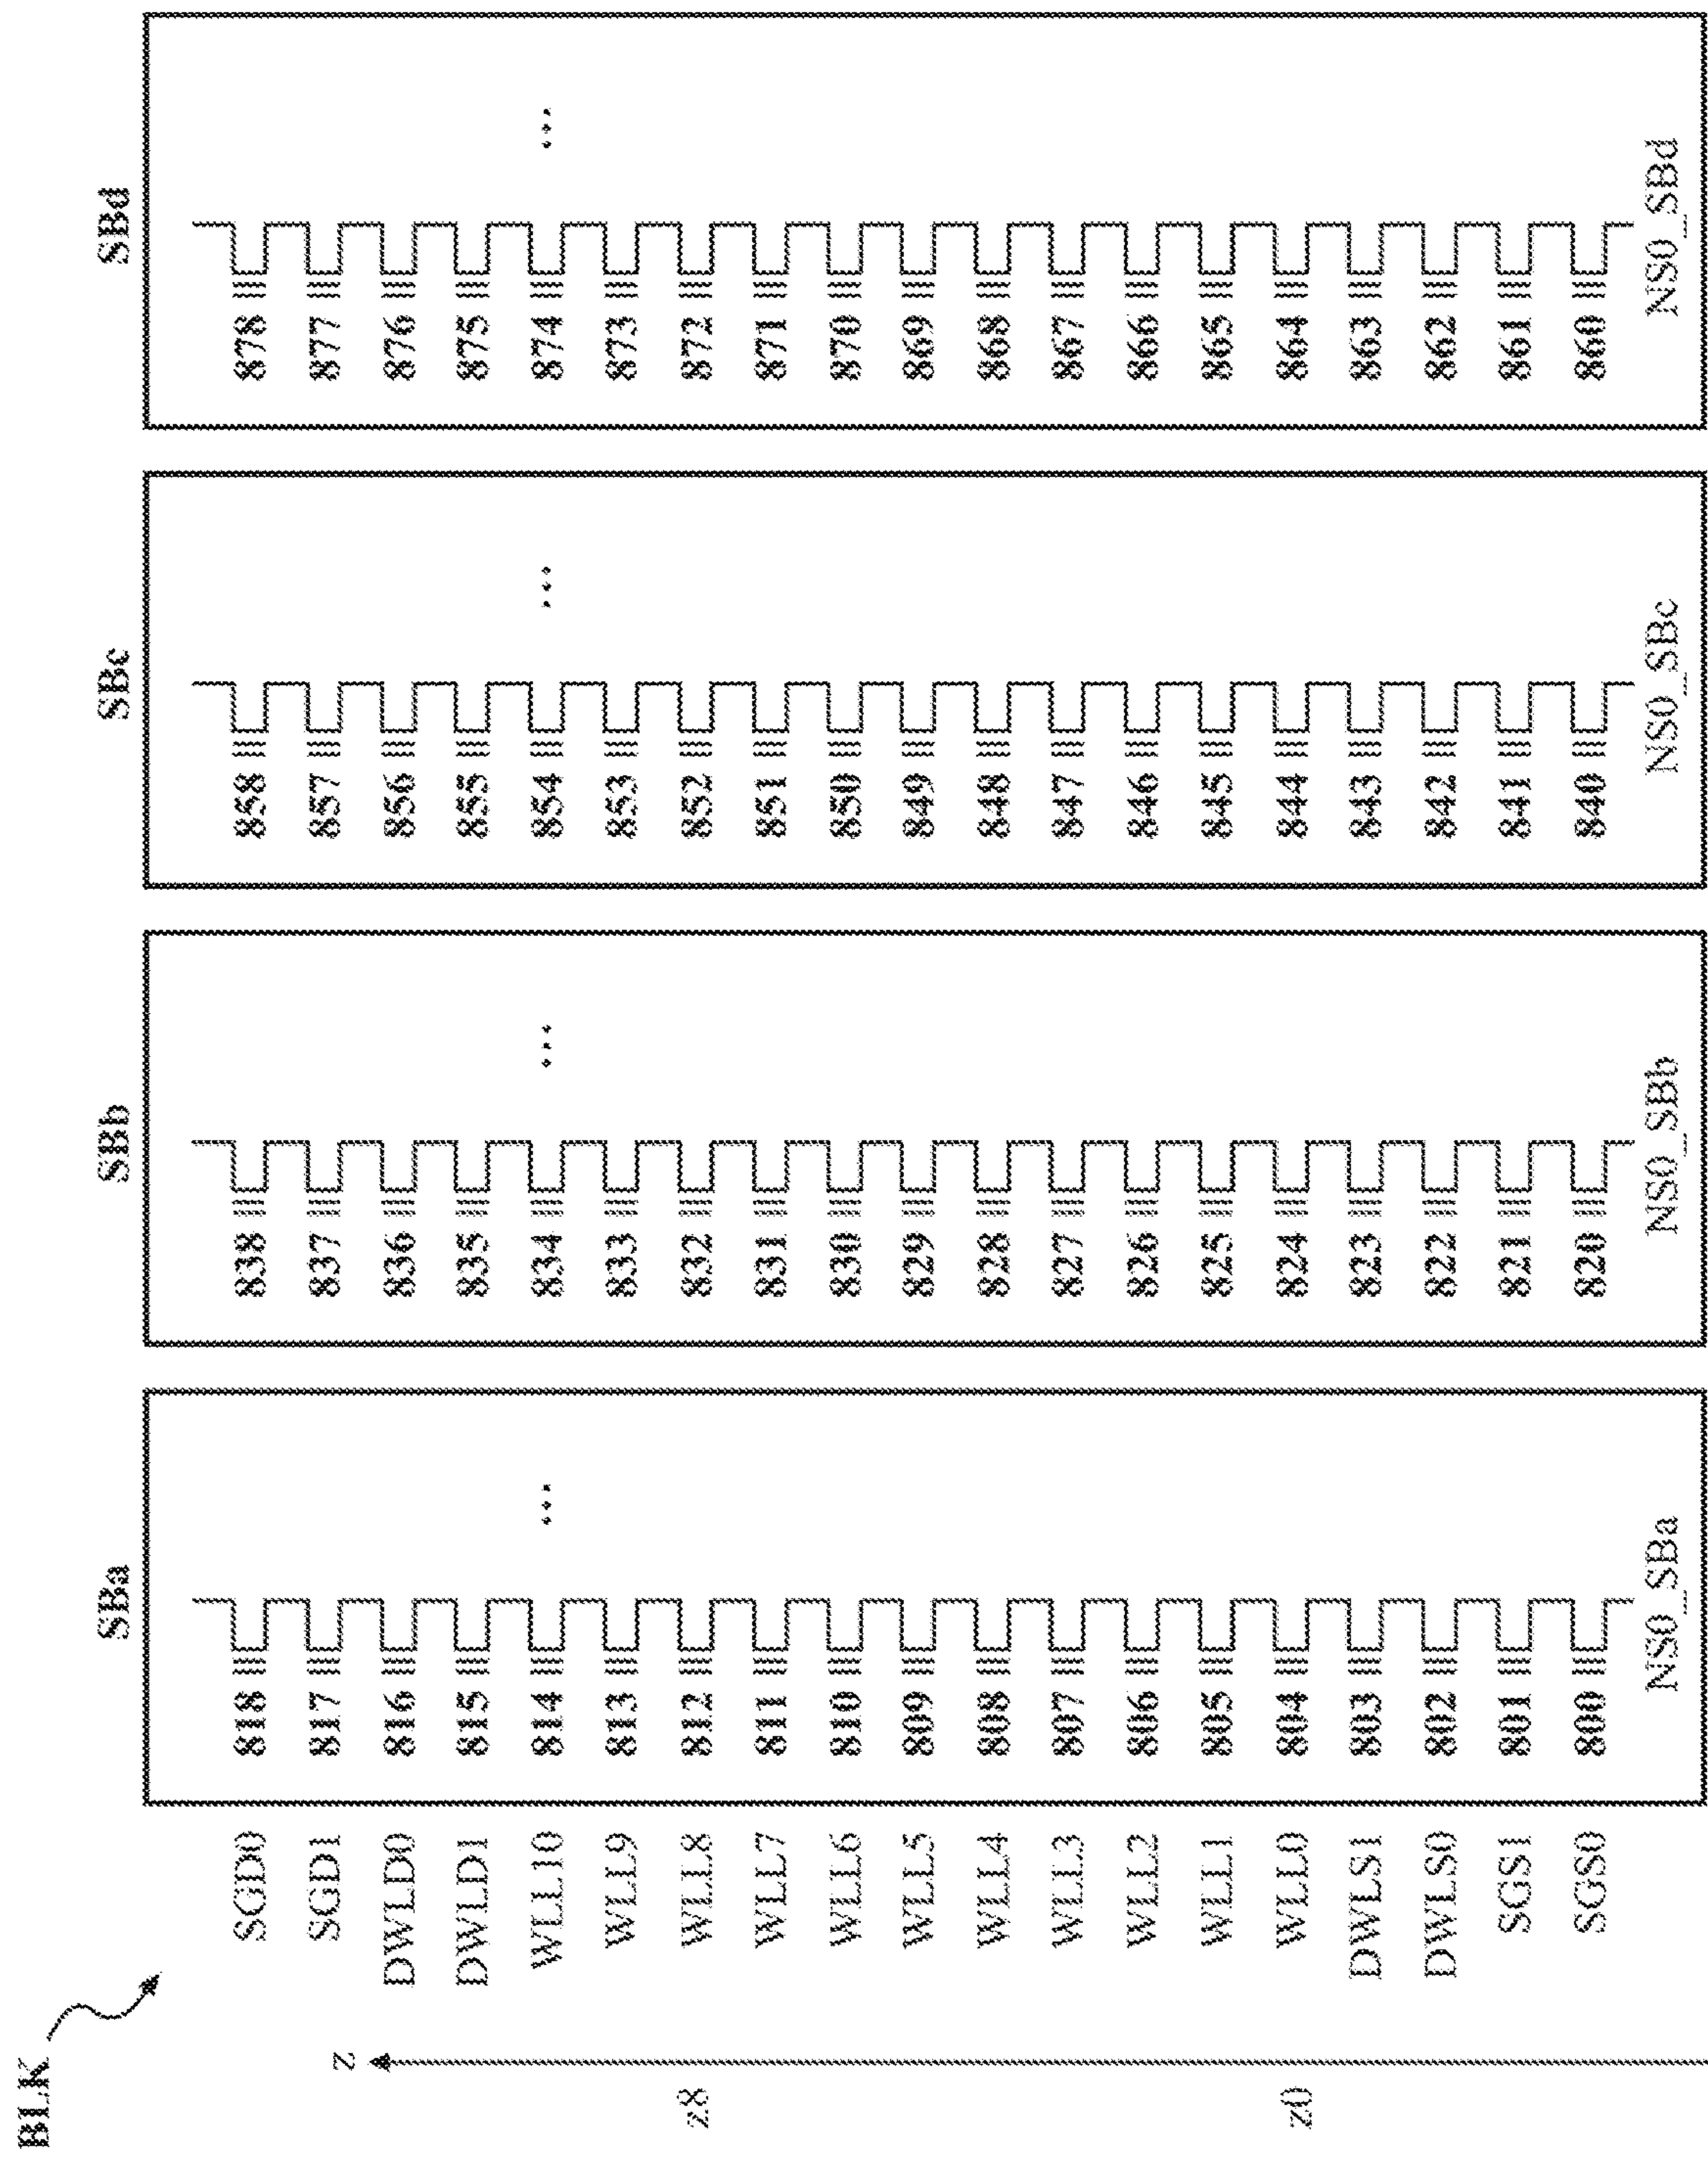 BLK
SBa SBb SBc SBd
z
SGD0 818 838 858 878
SGD1 817 837 857 877
DWLD0 816 836 856 876
DWLD1 815 835 855 875
WLL10 814 ... 834 ... 854 ... 874 ...
WLL9 813 833 853 873
z8 WLL8 812 832 852 872
WLL7 811 831 851 871
WLL6 810 830 850 870
WLL5 809 829 849 869
WLL4 808 828 848 868
WLL3 807 827 847 867
WLL2 806 826 846 866
WLL1 805 825 845 865
z0 WLL0 804 824 844 864
DWLS1 803 823 843 863
DWLS0 802 822 842 862
SGS1 801 821 841 861
SGS0 800 820 840 860
NS0_SBa NS0_SBb NS0_SBc NS0_SBd